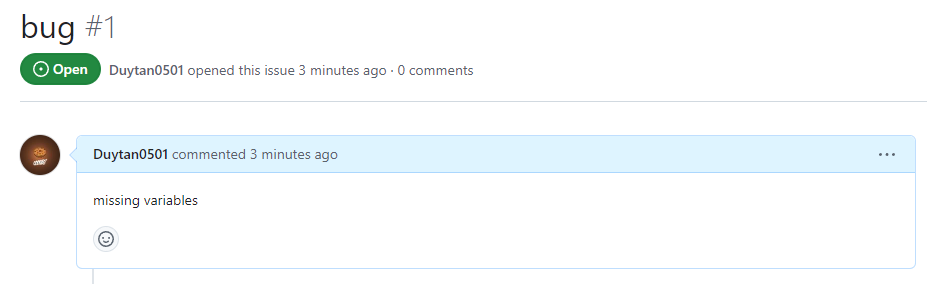 bug #1
Open Duytan0501 opened this issue 3 minutes ago · 0 comments
Duytan0501 commented 3 minutes ago
missing variables